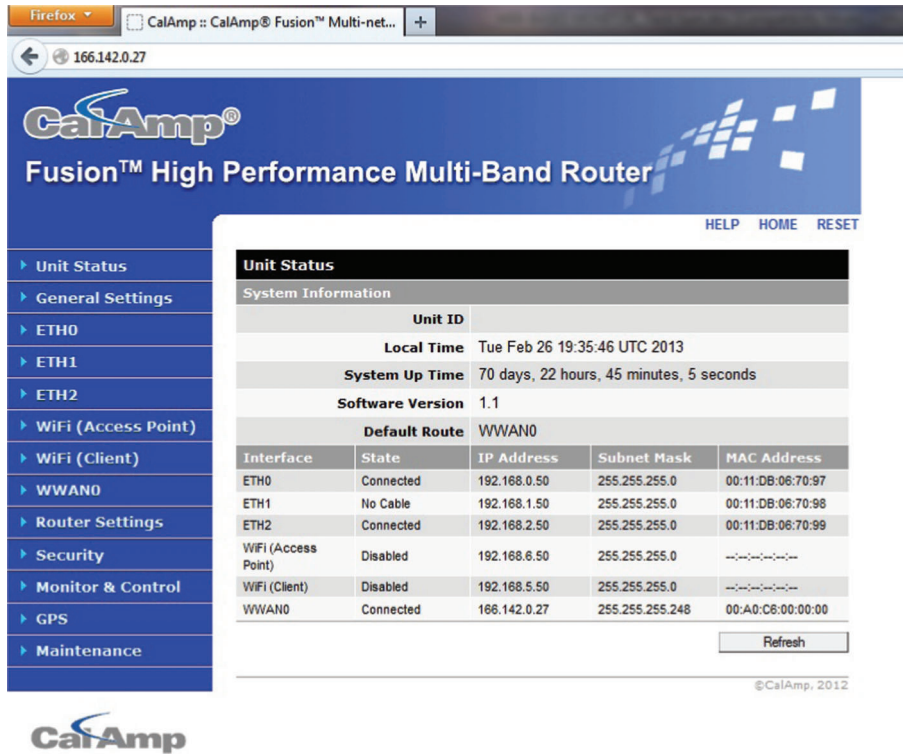 Firefox
CalAmp :: CalAmp® Fusion™ Multi-net... +
166.142.0.27
CalAmp®
Fusion™ High Performance Multi-Band Router
HELP HOME RESET
Unit Status
General Settings
ETH0
ETH1
ETH2
WiFi (Access Point)
WiFi (Client)
WWAN0
Router Settings
Security
Monitor & Control
GPS
Maintenance
Unit Status
System Information
Unit ID
Local Time Tue Feb 26 19:35:46 UTC 2013
System Up Time 70 days, 22 hours, 45 minutes, 5 seconds
Software Version 1.1
Default Route WWAN0
Interface State IP Address Subnet Mask MAC Address
ETH0 Connected 192.168.0.50 255.255.255.0 00:11:DB:06:70:97
ETH1 No Cable 192.168.1.50 255.255.255.0 00:11:DB:06:70:98
ETH2 Connected 192.168.2.50 255.255.255.0 00:11:DB:06:70:99
WiFi (Access Point) Disabled 192.168.6.50 255.255.255.0 --:--:--:--:--:--
WiFi (Client) Disabled 192.168.5.50 255.255.255.0 --:--:--:--:--:--
WWAN0 Connected 166.142.0.27 255.255.255.248 00:A0:C6:00:00:00
Refresh
©CalAmp, 2012
CalAmp